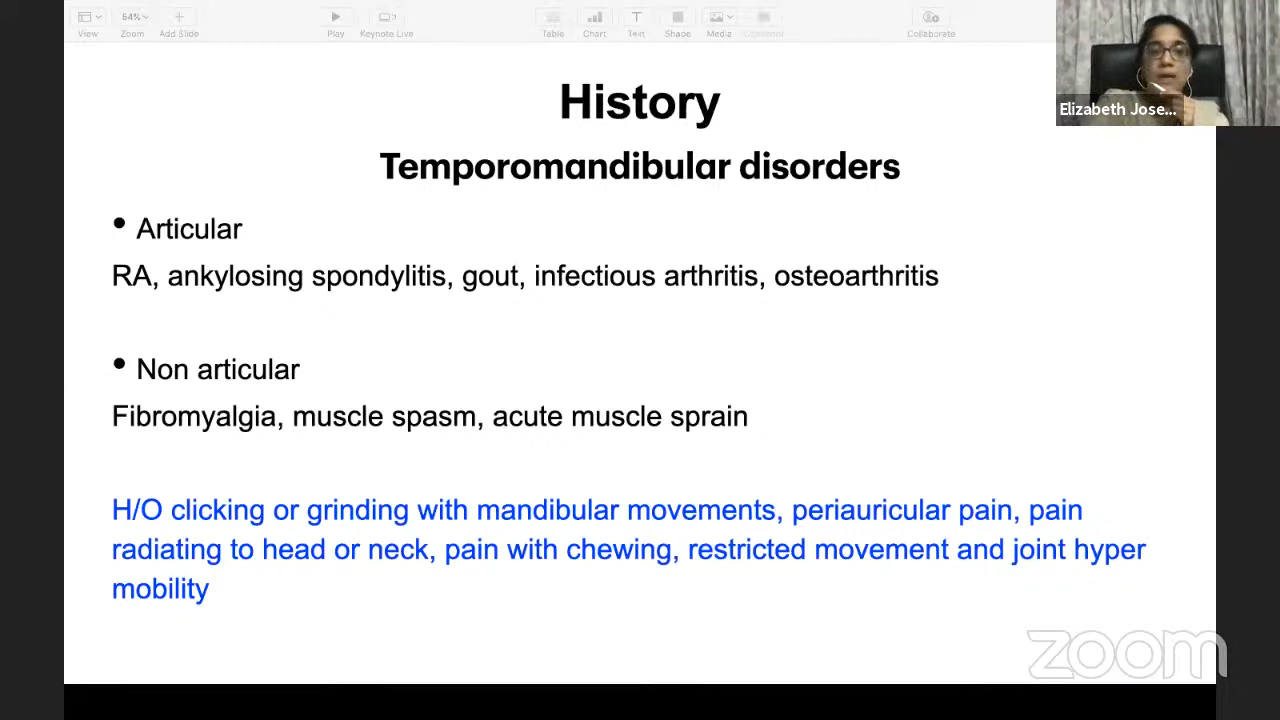 54%
View
Zoom
Add Slide
Play
Keynote Live
Table
Chart
Text
Shape
Media
Comment
Collaborate
Elizabeth Jose...
History
Temporomandibular disorders
• Articular
RA, ankylosing spondylitis, gout, infectious arthritis, osteoarthritis
• Non articular
Fibromyalgia, muscle spasm, acute muscle sprain
H/O clicking or grinding with mandibular movements, periauricular pain, pain
radiating to head or neck, pain with chewing, restricted movement and joint hyper
mobility
zoom